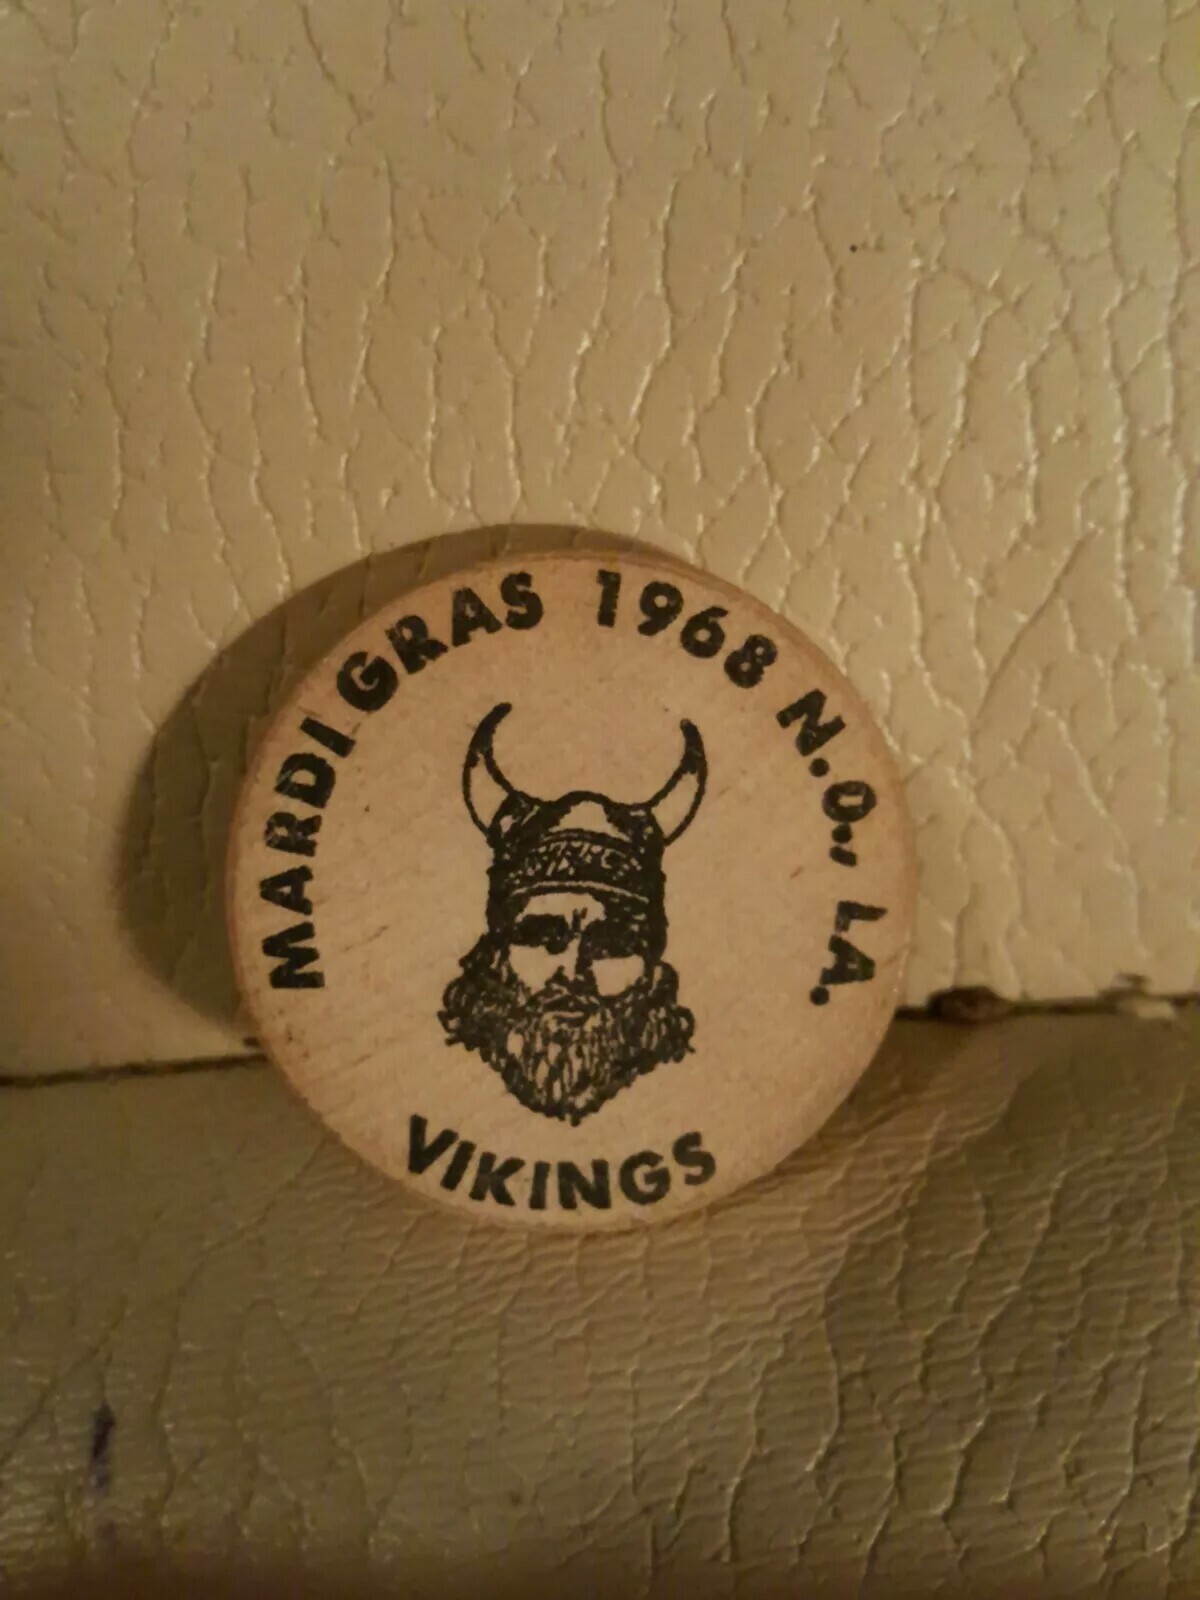 MARDI GRAS 1968 N.O., LA.
VIKINGS